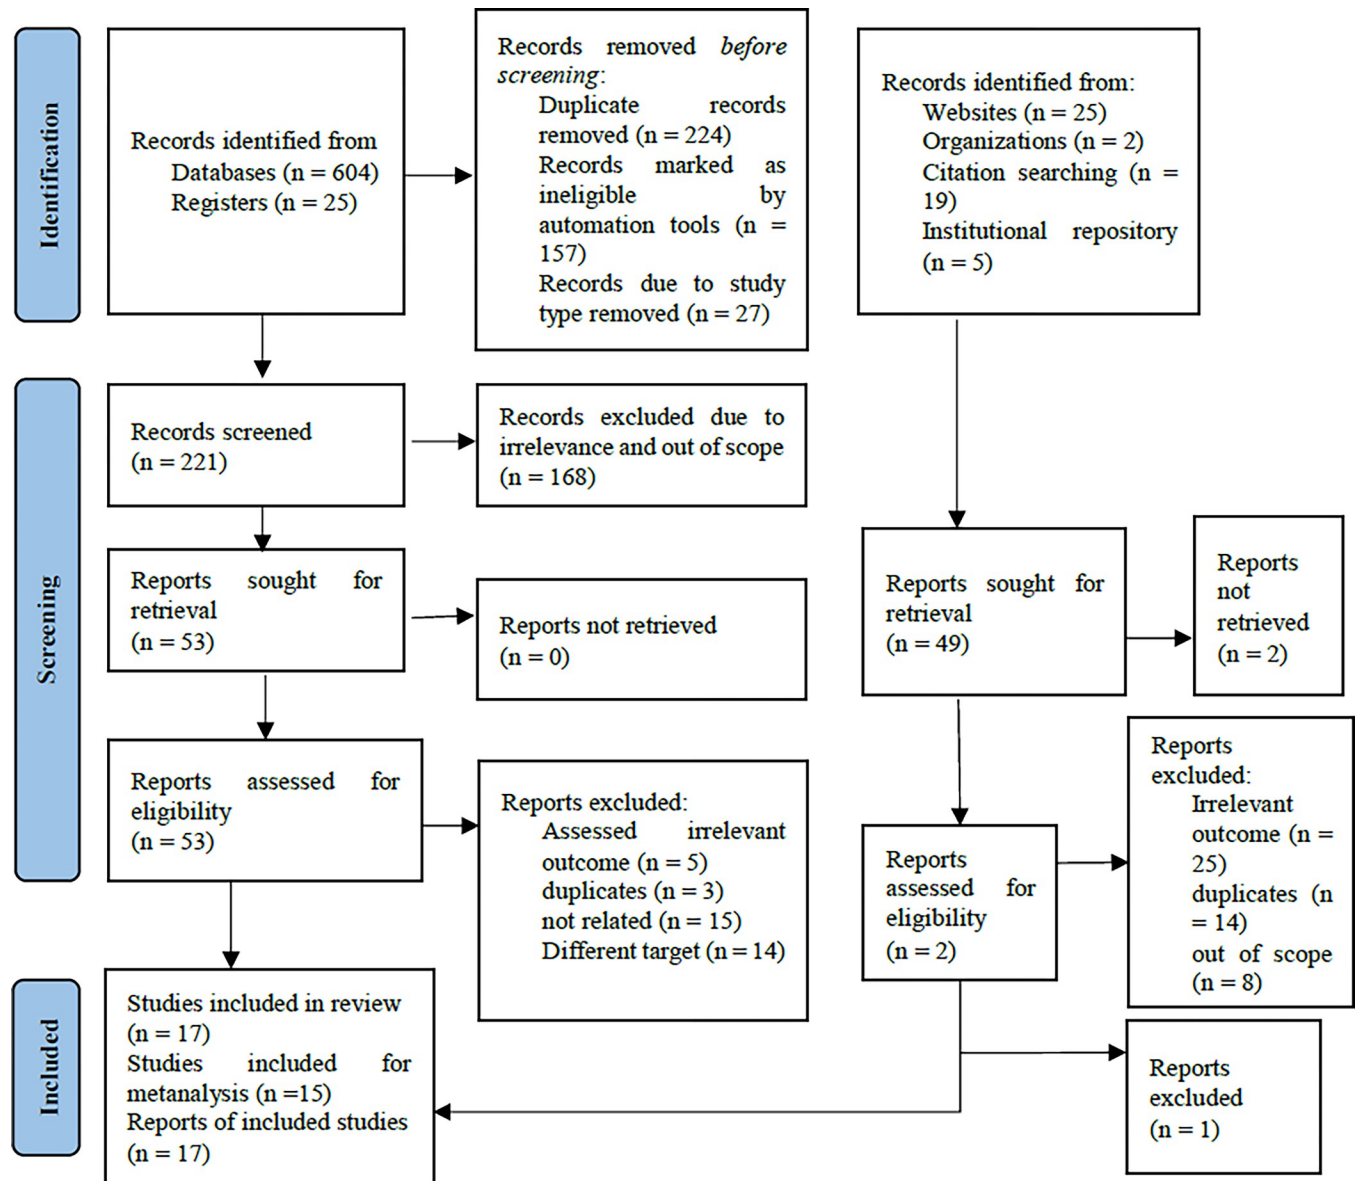 Identification
Records identified from
Databases (n = 604)
Registers (n = 25)
Records removed before
screening:
Duplicate records
removed (n = 224)
Records marked as
ineligible by
automation tools (n =
157)
Records due to study
type removed (n = 27)
Records identified from:
Websites (n = 25)
Organizations (n = 2)
Citation searching (n =
19)
Institutional repository
(n = 5)
Screening
Records screened
(n = 221)
Records excluded due to
irrelevance and out of scope
(n = 168)
Reports sought for
retrieval
(n = 53)
Reports not retrieved
(n = 0)
Reports sought for
retrieval
(n = 49)
Reports
not
retrieved
(n = 2)
Reports assessed for
eligibility
(n = 53)
Reports excluded:
Assessed irrelevant
outcome (n = 5)
duplicates (n = 3)
not related (n = 15)
Different target (n = 14)
Reports
assessed for
eligibility
(n = 2)
Reports
excluded:
Irrelevant
outcome (n =
25)
duplicates (n
= 14)
out of scope
(n = 8)
Included
Studies included in review
(n = 17)
Studies included for
metanalysis (n =15)
Reports of included studies
(n = 17)
Reports
excluded
(n = 1)